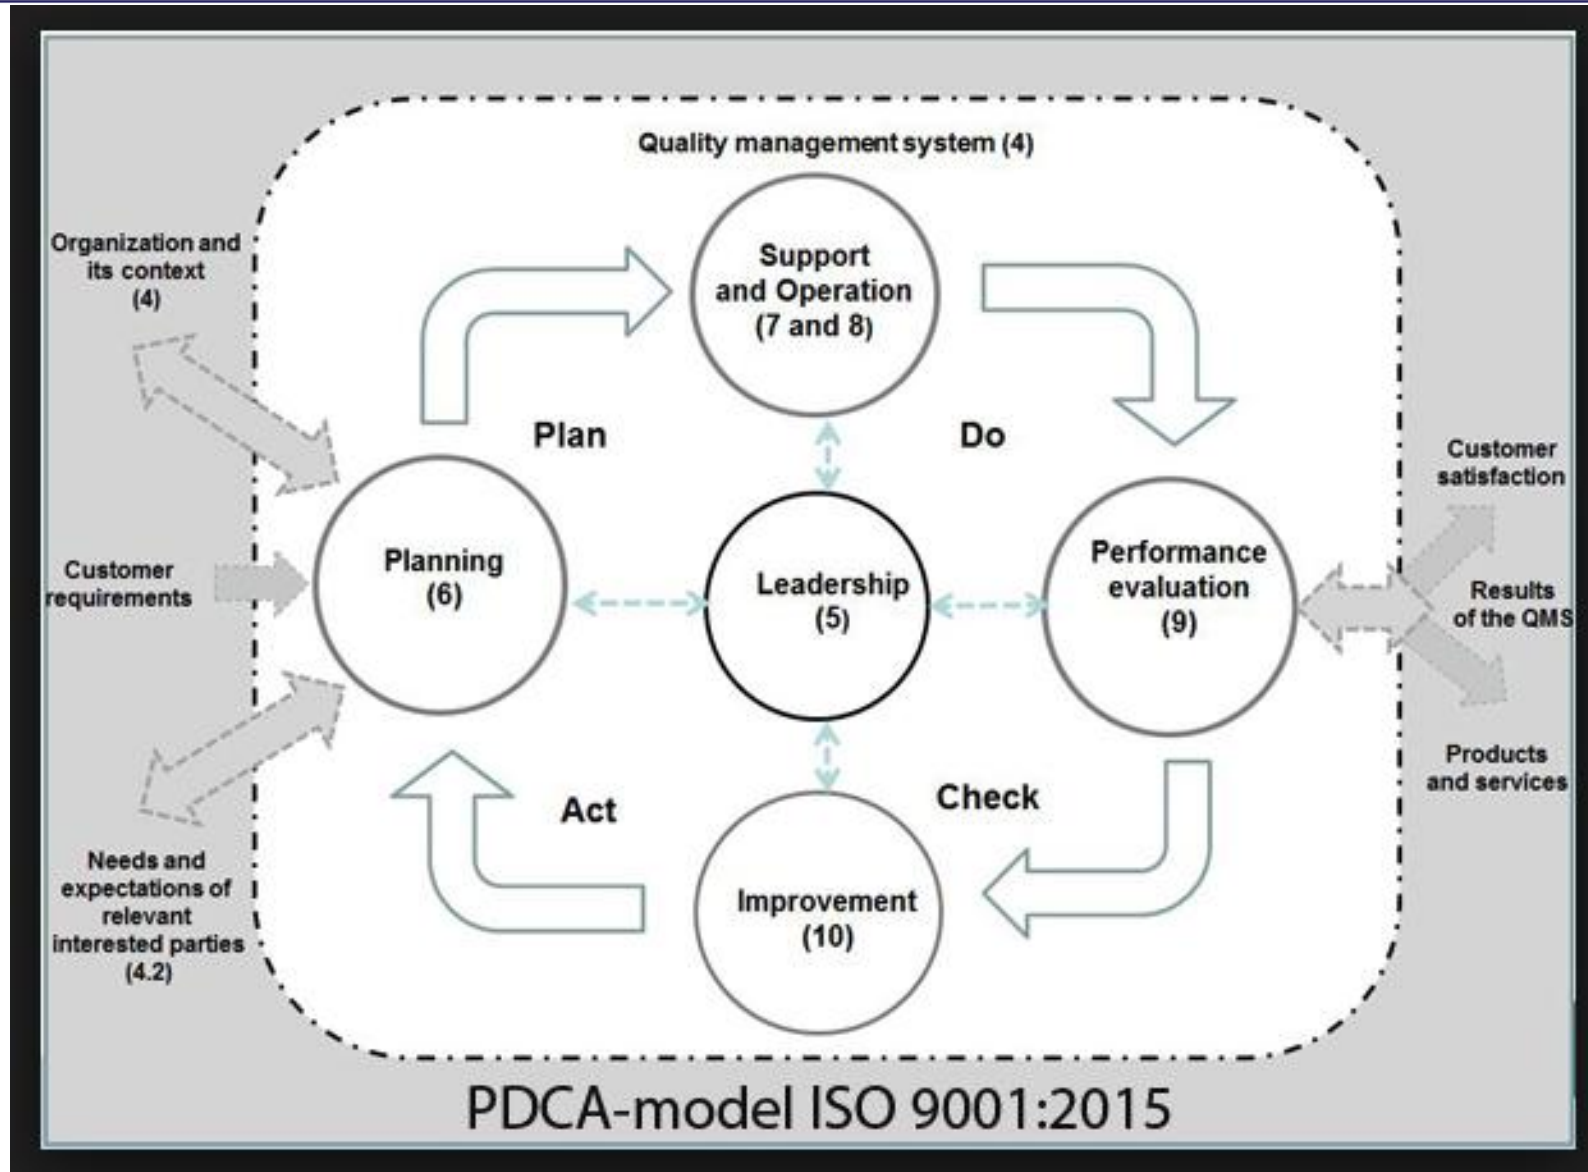 Quality management system (4)
Organization and
its context
(4)
Support
and Operation
(7 and 8)
Plan
Do
Customer
satisfaction
Customer
requirements
Planning
(6)
Leadership
(5)
Performance
evaluation
(9)
Results
of the QMS
Products
and services
Act
Check
Needs and
expectations of
relevant
interested parties
(4.2)
Improvement
(10)
PDCA-model ISO 9001:2015